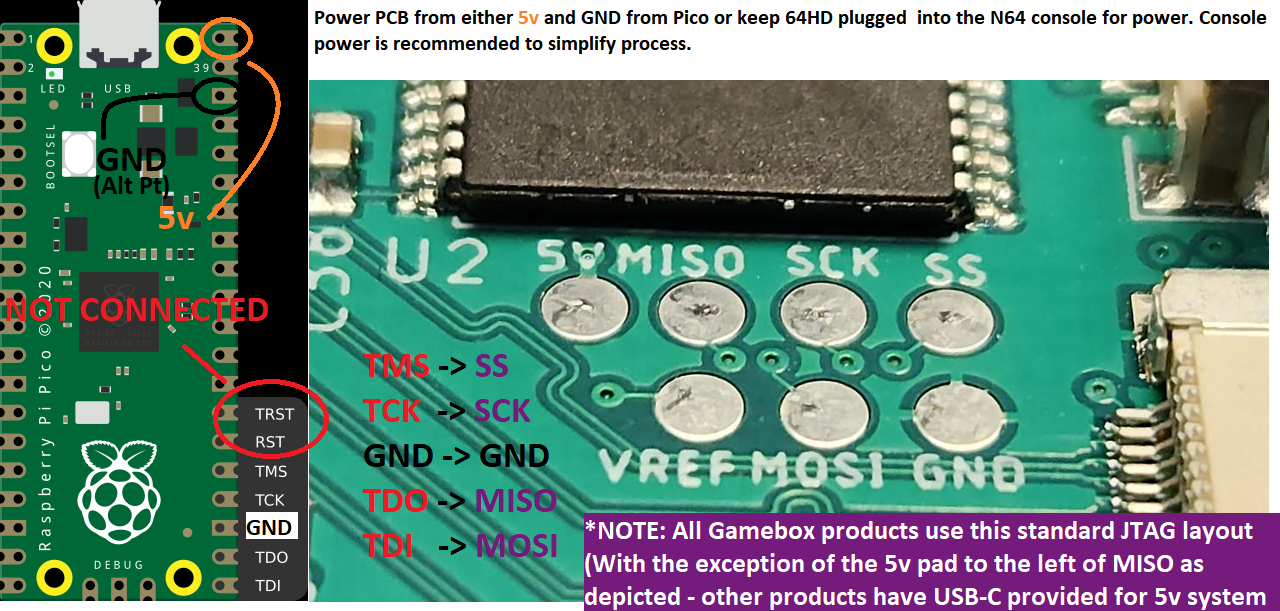 Power PCB from either 5v and GND from Pico or keep 64HD plugged into the N64 console for power. Console
power is recommended to simplify process.
1
2
39
LED
USB
BOOTSEL
GND
(Alt Pt)
5v
NOT CONNECTED
Raspberry Pi Pico ©2020
TRST
RST
TMS
TCK
GND
TDO
TDI
DEBUG
U2
5V MISO SCK SS
TMS -> SS
TCK -> SCK
GND -> GND
TDO -> MISO
TDI -> MOSI
VREF MOSI GND
*NOTE: All Gamebox products use this standard JTAG layout
(With the exception of the 5v pad to the left of MISO as
depicted - other products have USB-C provided for 5v system